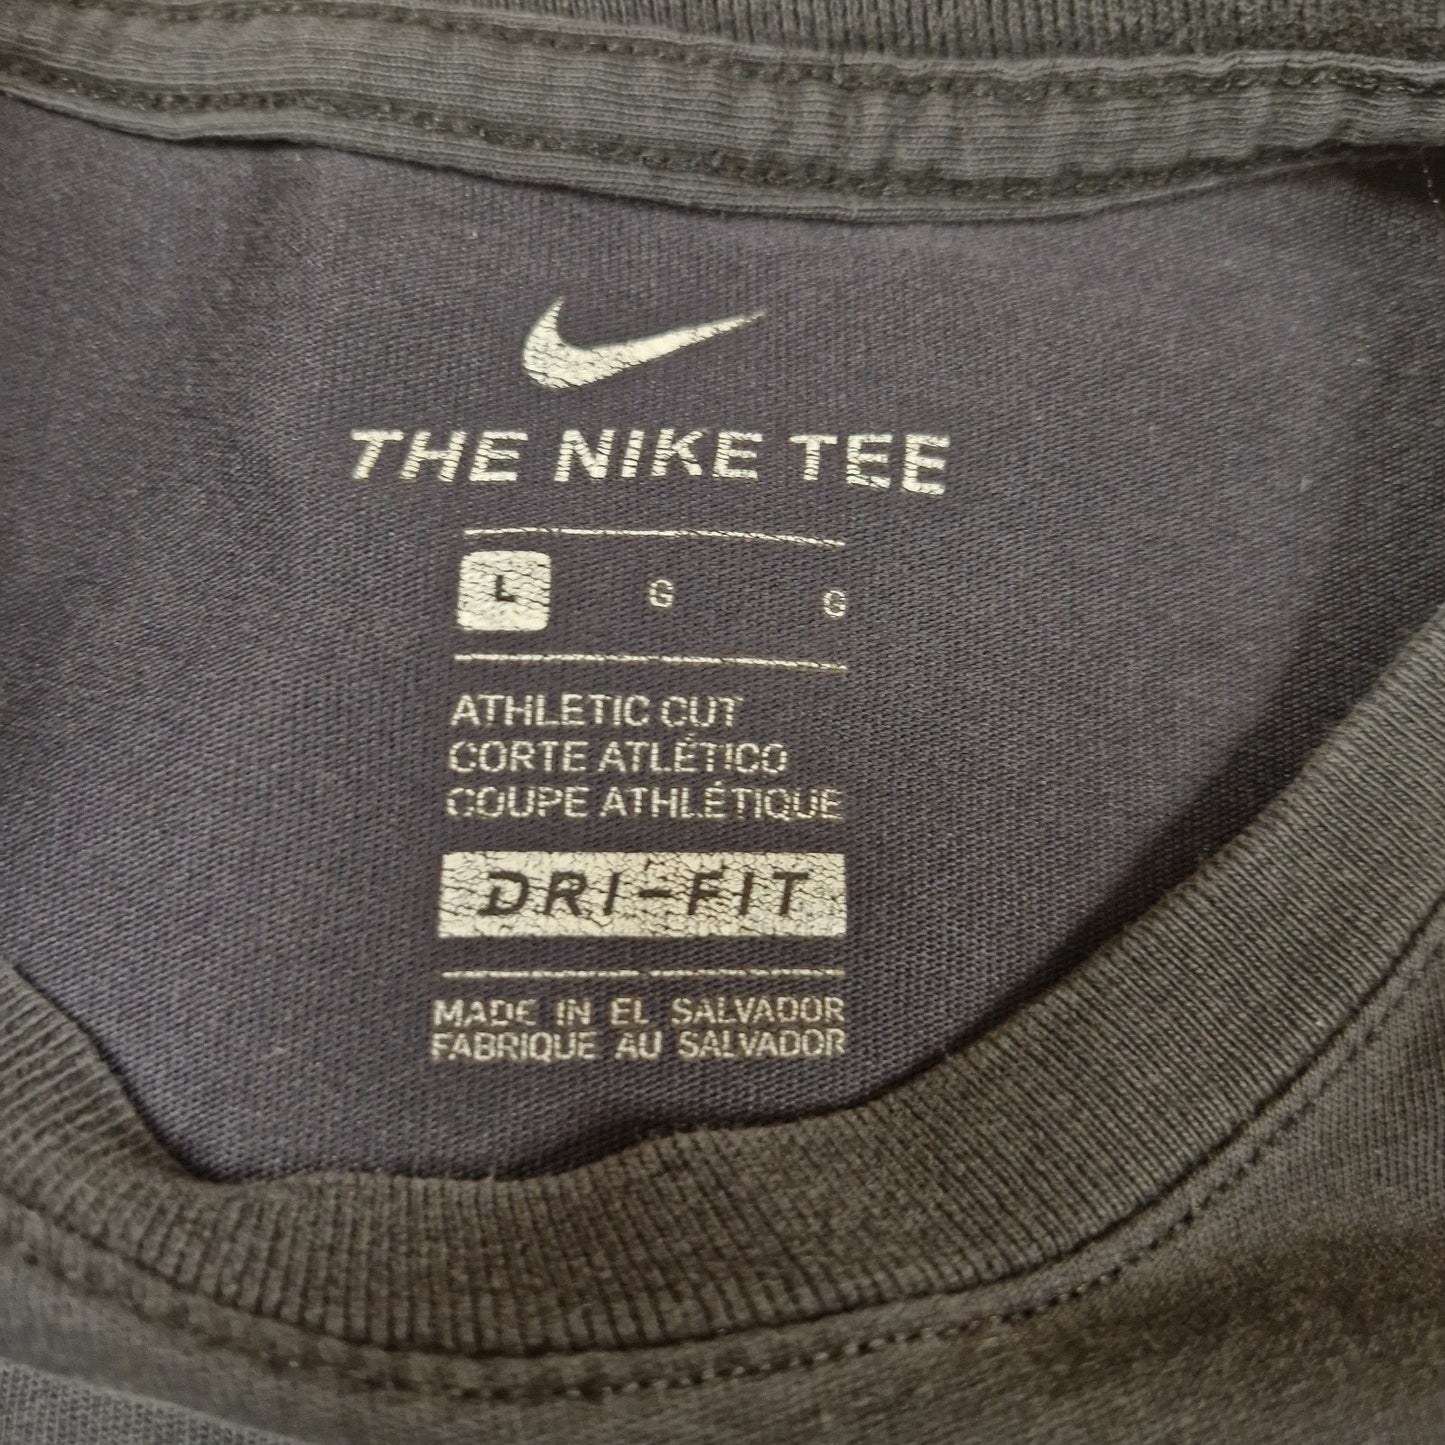 THE NIKE TEE
L G G
ATHLETIC CUT
CORTE ATLÉTICO
COUPE ATHLÉTIQUE
DRI-FIT
MADE IN EL SALVADOR
FABRIQUE AU SALVADOR